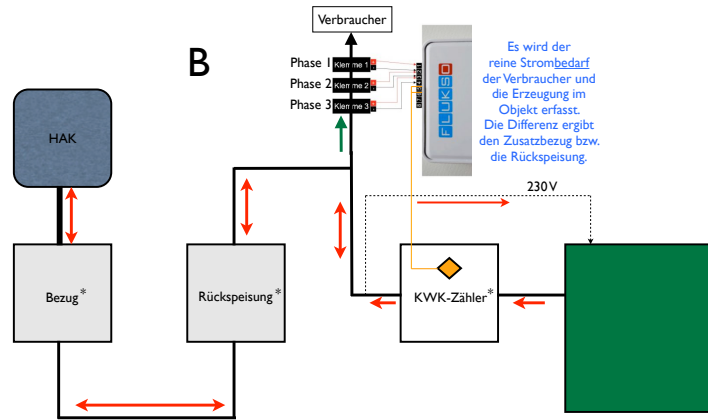 Verbraucher
B
Phase 1
Klemme 1
Phase 2
Klemme 2
Phase 3
Klemme 3
FLUKSO
Es wird der
reine Strombedarf
der Verbraucher und
die Erzeugung im
Objekt erfasst.
Die Differenz ergibt
den Zusatzbezug bzw.
die Rückspeisung.
HAK
230 V
Bezug*
Rückspeisung*
KWK-Zähler*